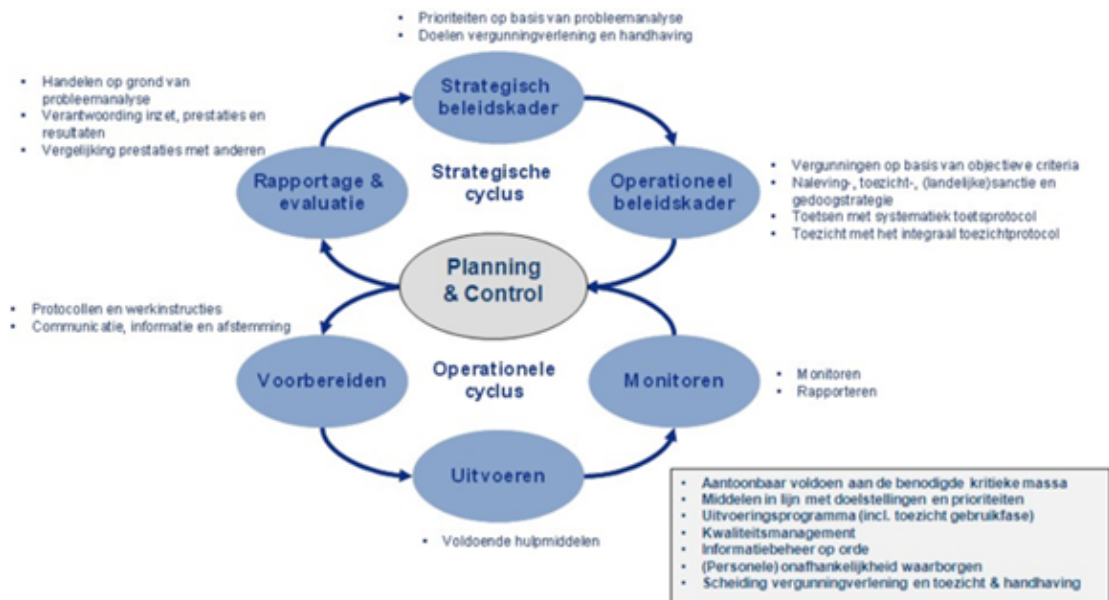 • Prioriteiten op basis van probleemanalyse
• Doelen vergunningverlening en handhaving
• Handelen op grond van
probleemanalyse
• Verantwoording inzet, prestaties en
resultaten
• Vergelijking prestaties met anderen
Strategisch
beleidskader
Rapportage &
evaluatie
Strategische
cyclus
Operationeel
beleidskader
• Vergunningen op basis van objectieve criteria
• Naleving-, toezicht-, (landelijke)sanctie en
gedoogstrategie
• Toetsen met systematiek toetsprotocol
• Toezicht met het integraal toezichtprotocol
Planning
& Control
• Protocollen en werkinstructies
• Communicatie, informatie en afstemming
Voorbereiden
Operationele
cyclus
Monitoren
• Monitoren
• Rapporteren
Uitvoeren
• Voldoende hulpmiddelen
• Aantoonbaar voldoen aan de benodigde kritieke massa
• Middelen in lijn met doelstellingen en prioriteiten
• Uitvoeringsprogramma (incl. toezicht gebruikfase)
• Kwaliteitsmanagement
• Informatiebeheer op orde
• (Personele) onafhankelijkheid waarborgen
• Scheiding vergunningverlening en toezicht & handhaving